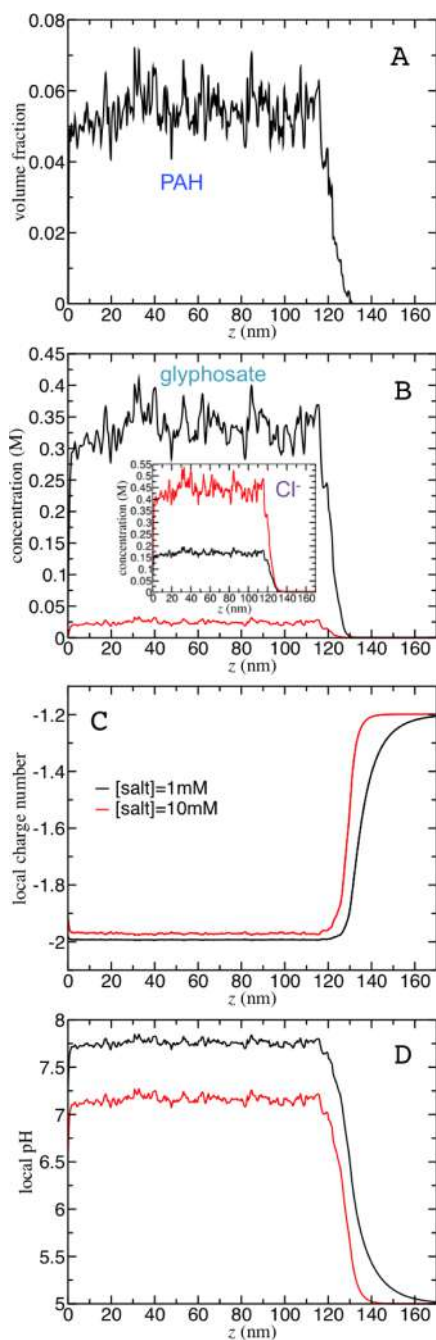 A
0.08
0.06
0.04
0.02
0
volume fraction
PAH
0 20 40 60 80 100 120 140 160
z (nm)
B
0.45
0.4
0.35
0.3
0.25
0.2
0.15
0.1
0.05
0
concentration (M)
glyphosate
Cl-
0.55
0.5
0.45
0.4
0.35
0.3
0.25
0.2
0.15
0.1
0.05
0
concentration (M)
0 20 40 60 80 100 120 140 160
z (nm)
0 20 40 60 80 100 120 140 160
z (nm)
C
-1.2
-1.4
-1.6
-1.8
-2
local charge number
[salt]=1mM
[salt]=10mM
0 20 40 60 80 100 120 140 160
z (nm)
D
8
7.5
7
6.5
6
5.5
5
local pH
0 20 40 60 80 100 120 140 160
z (nm)